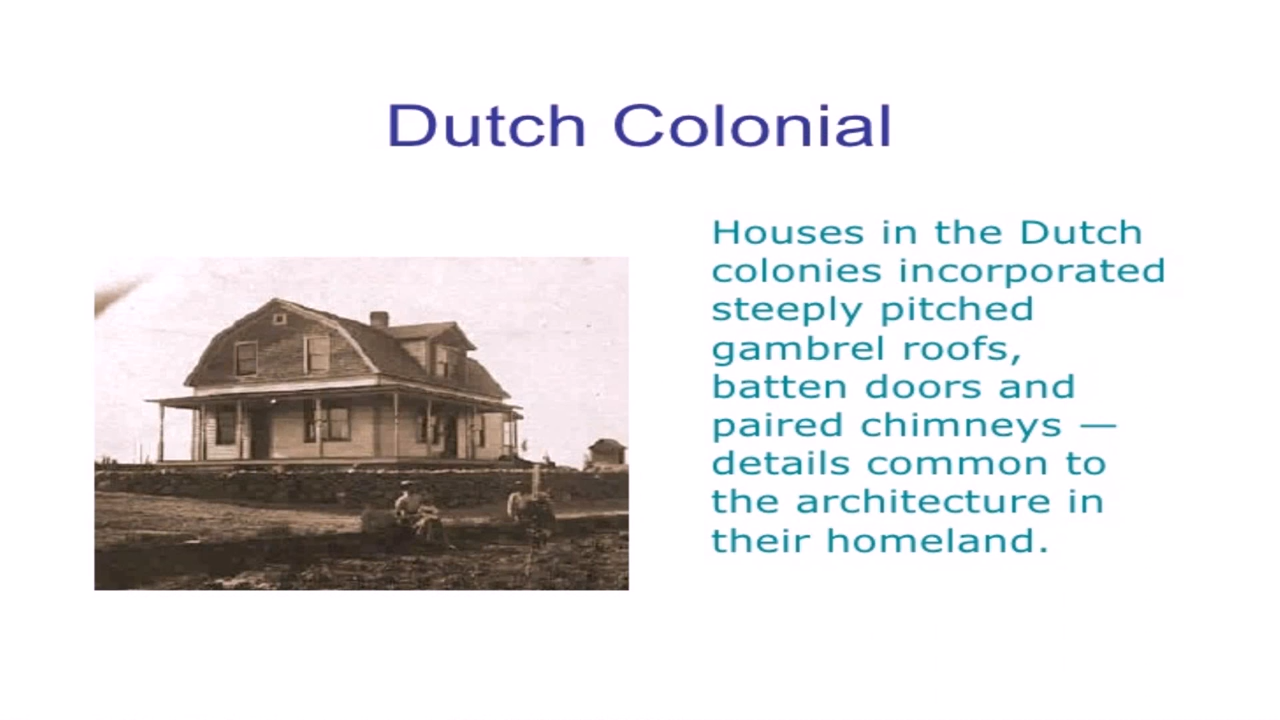 Dutch Colonial
Houses in the Dutch
colonies incorporated
steeply pitched
gambrel roofs,
batten doors and
paired chimneys —
details common to
the architecture in
their homeland.